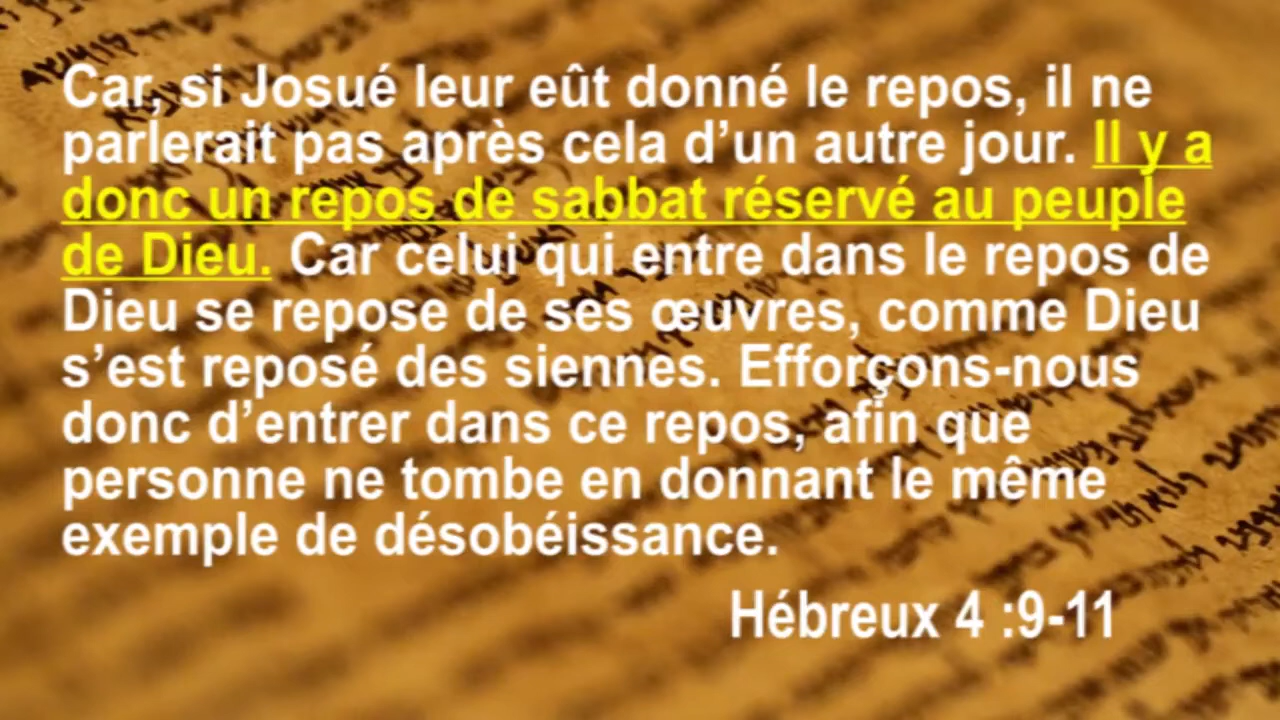 Car, si Josué leur eût donné le repos, il ne
parlerait pas après cela d’un autre jour. Il y a
donc un repos de sabbat réservé au peuple
de Dieu. Car celui qui entre dans le repos de
Dieu se repose de ses œuvres, comme Dieu
s’est reposé des siennes. Efforçons-nous
donc d’entrer dans ce repos, afin que
personne ne tombe en donnant le même
exemple de désobéissance.
Hébreux 4 :9-11